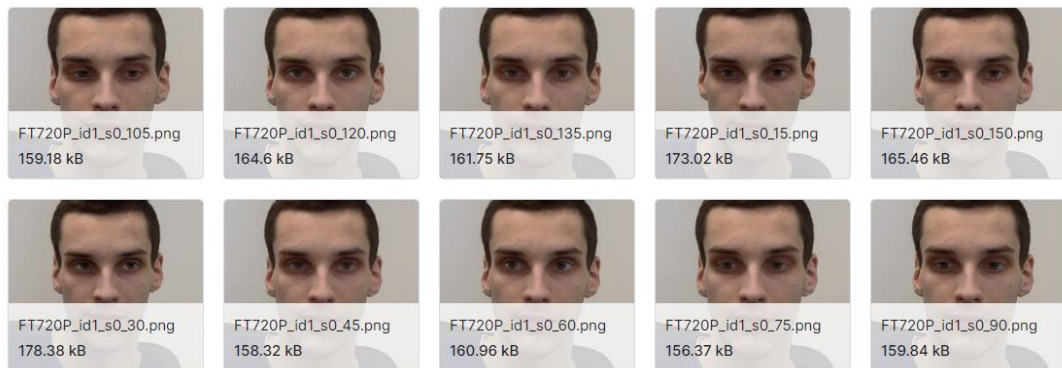 FT720P_id1_s0_105.png
159.18 kB
FT720P_id1_s0_120.png
164.6 kB
FT720P_id1_s0_135.png
161.75 kB
FT720P_id1_s0_15.png
173.02 kB
FT720P_id1_s0_150.png
165.46 kB
FT720P_id1_s0_30.png
178.38 kB
FT720P_id1_s0_45.png
158.32 kB
FT720P_id1_s0_60.png
160.96 kB
FT720P_id1_s0_75.png
156.37 kB
FT720P_id1_s0_90.png
159.84 kB